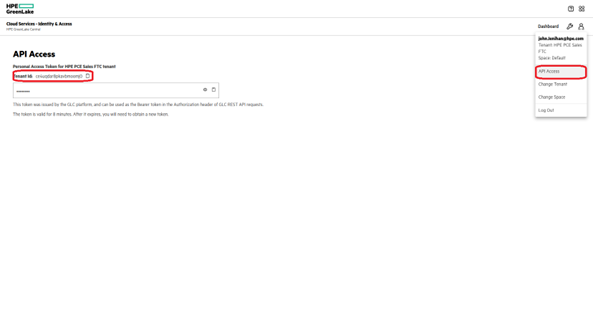 HPE
GreenLake
Cloud Services - Identity & Access
HPE GreenLake Central
Dashboard
john.lenihan@hpe.com
Tenant: HPE PCE Sales
FTC
Space: Default
API Access
Change Tenant
Change Space
Log Out
API Access
Personal Access Token for HPE PCE Sales FTC tenant
Tenant Id:
This token was issued by the GLC platform, and can be used as the Bearer token in the Authorization header of GLC REST API requests.
The token is valid for 8 minutes. After it expires, you will need to obtain a new token.